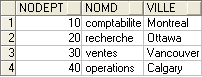 NODEPT NOMD VILLE
1 10 comptabilite Montreal
2 20 recherche Ottawa
3 30 ventes Vancouver
4 40 operations Calgary